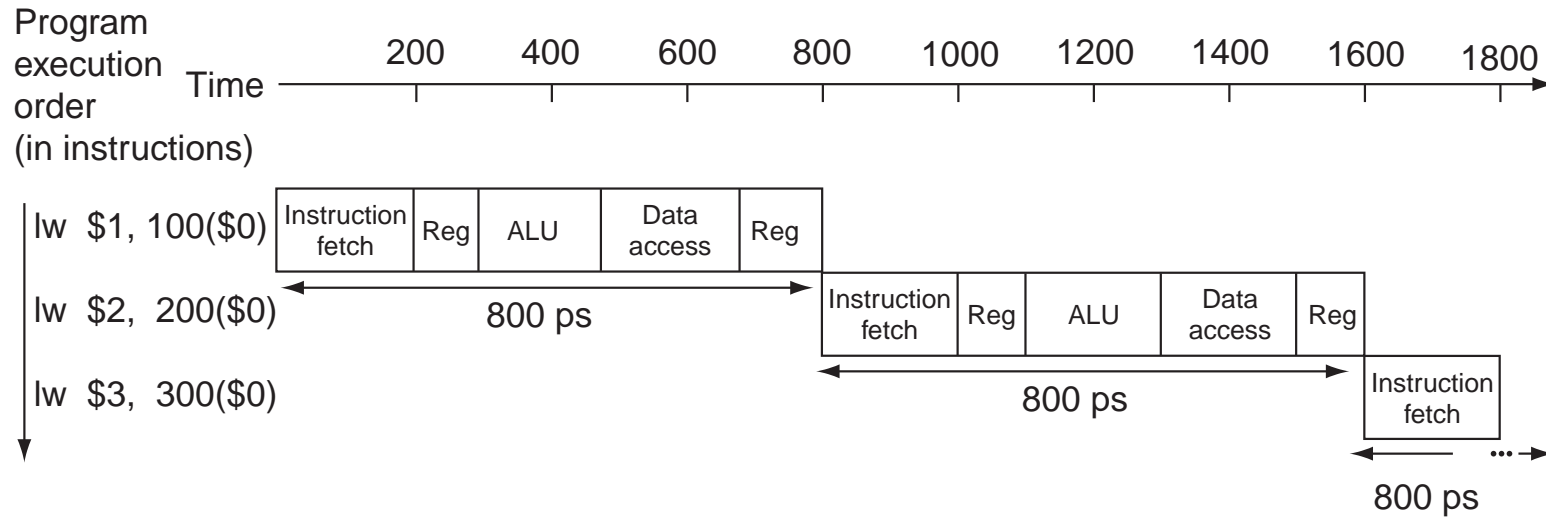 Program
execution
order
(in instructions)
Time
200 400 600 800 1000 1200 1400 1600 1800
lw $1, 100($0)
Instruction
fetch
Reg
ALU
Data
access
Reg
800 ps
lw $2, 200($0)
Instruction
fetch
Reg
ALU
Data
access
Reg
800 ps
lw $3, 300($0)
Instruction
fetch
...
800 ps